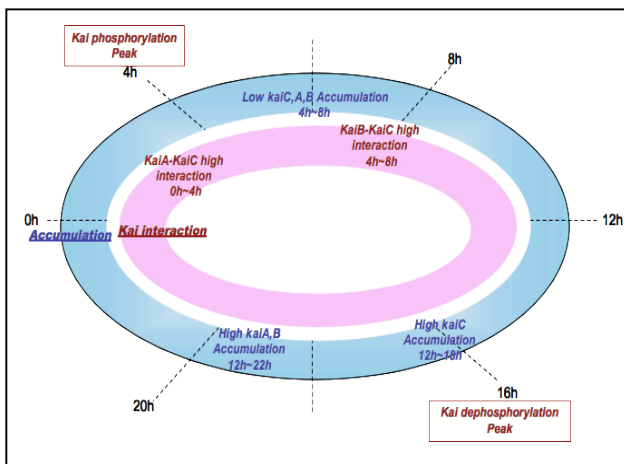 Kai phosphorylation
Peak
4h
8h
Low kaiC,A,B Accumulation
4h~8h
KaiB-KaiC high
interaction
4h~8h
KaiA-KaiC high
interaction
0h~4h
0h
12h
Accumulation
Kai interaction
High kaiA,B
Accumulation
12h~22h
High kaiC
Accumulation
12h~18h
20h
16h
Kai dephosphorylation
Peak